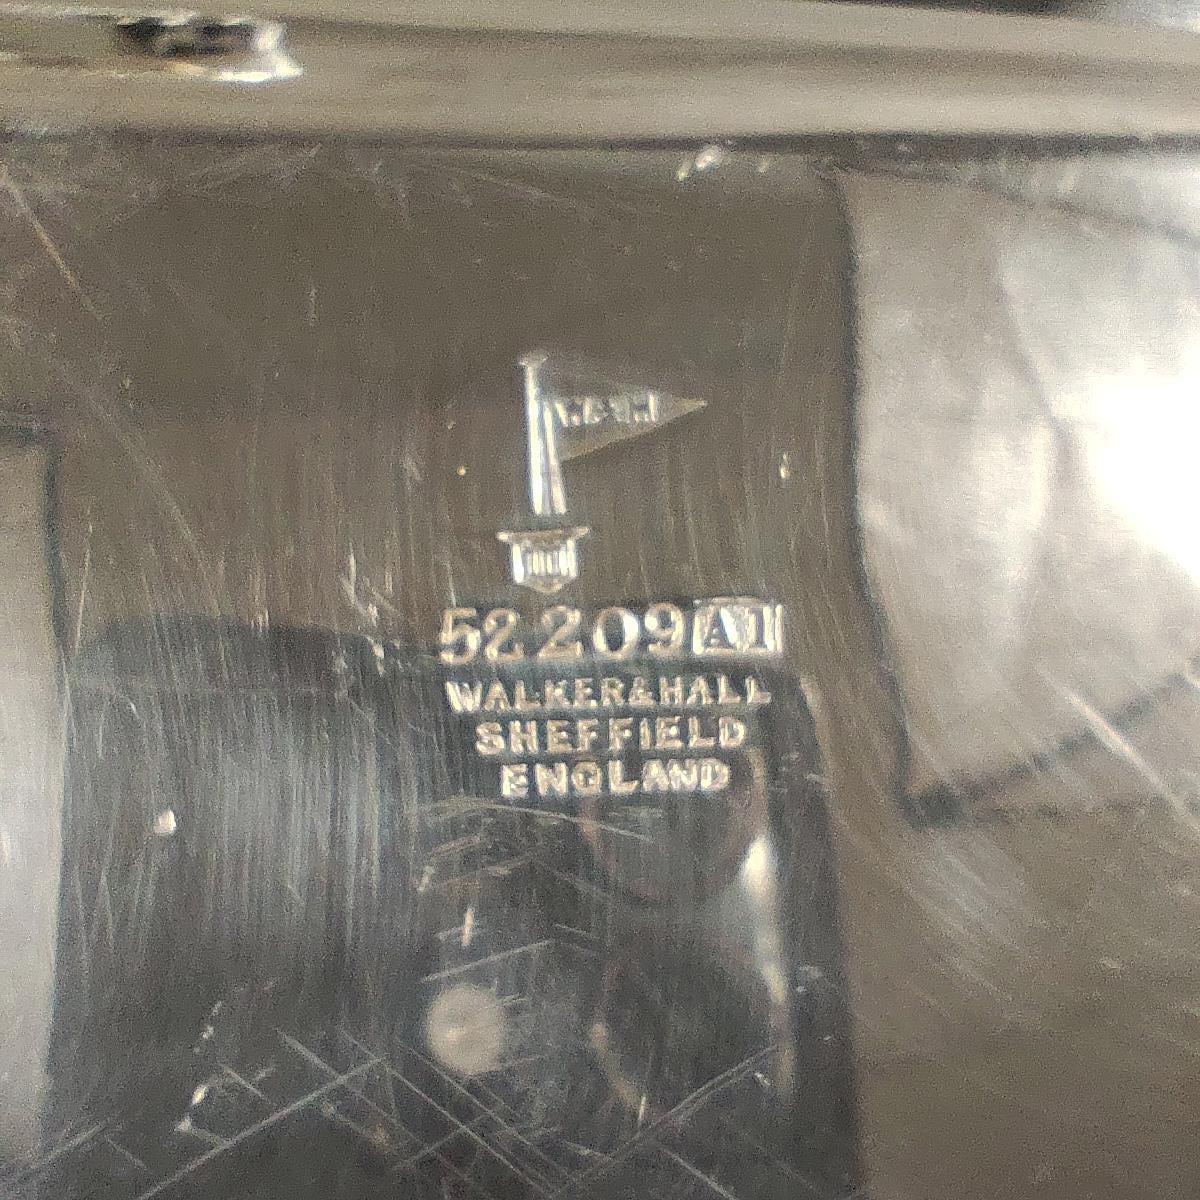 W&H
52209 A1
WALKER&HALL
SHEFFIELD
ENGLAND